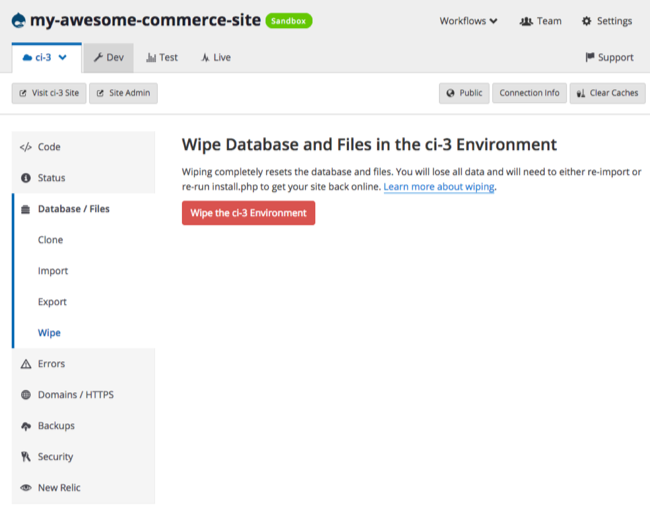 my-awesome-commerce-site Sandbox Workflows Team Settings
ci-3 Dev Test Live Support
Visit ci-3 Site Site Admin Public Connection Info Clear Caches
Code
Status
Database / Files
Clone
Import
Export
Wipe
Errors
Domains / HTTPS
Backups
Security
New Relic
Wipe Database and Files in the ci-3 Environment
Wiping completely resets the database and files. You will lose all data and will need to either re-import or
re-run install.php to get your site back online. Learn more about wiping.
Wipe the ci-3 Environment